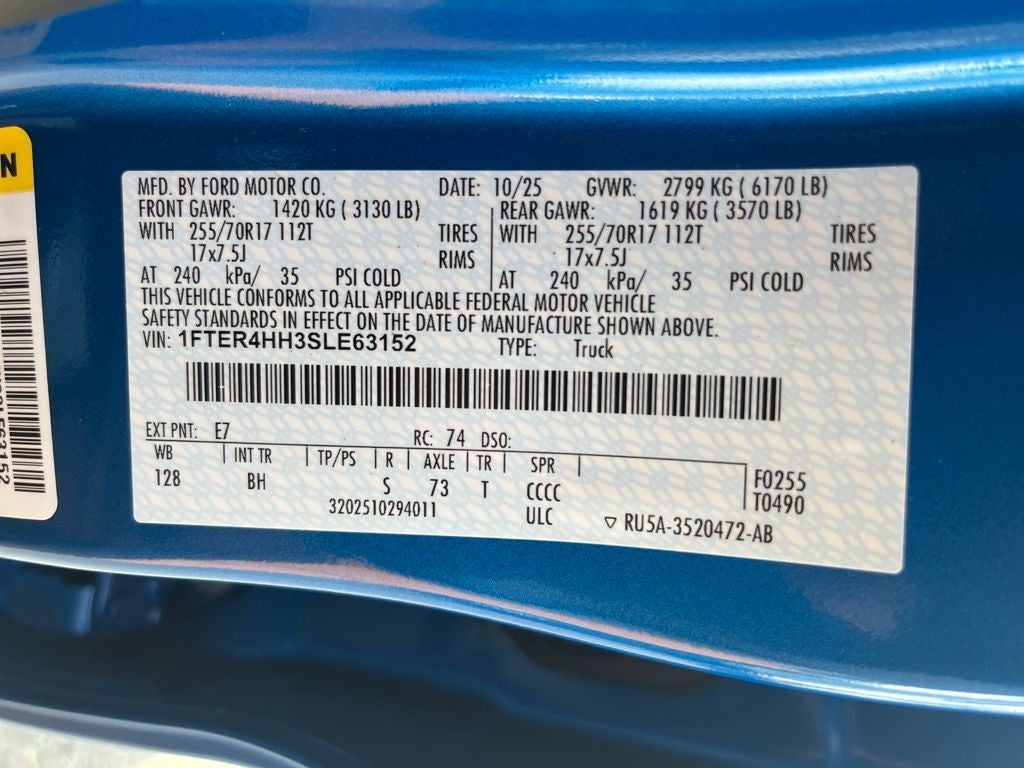 N
MFD. BY FORD MOTOR CO. DATE: 10/25 GVWR: 2799 KG ( 6170 LB)
FRONT GAWR: 1420 KG ( 3130 LB) REAR GAWR: 1619 KG ( 3570 LB)
WITH 255/70R17 112T TIRES WITH 255/70R17 112T TIRES
17x7.5J RIMS 17x7.5J RIMS
AT 240 kPa/ 35 PSI COLD AT 240 kPa/ 35 PSI COLD
THIS VEHICLE CONFORMS TO ALL APPLICABLE FEDERAL MOTOR VEHICLE
SAFETY STANDARDS IN EFFECT ON THE DATE OF MANUFACTURE SHOWN ABOVE.
VIN: 1FTER4HH3SLE63152 TYPE: Truck
EXT PNT: E7 RC: 74 DSO:
WB INT TR TP/PS R AXLE TR SPR
128 BH S 73 T CCCC F0255
3202510294011 ULC T0490
RU5A-3520472-AB